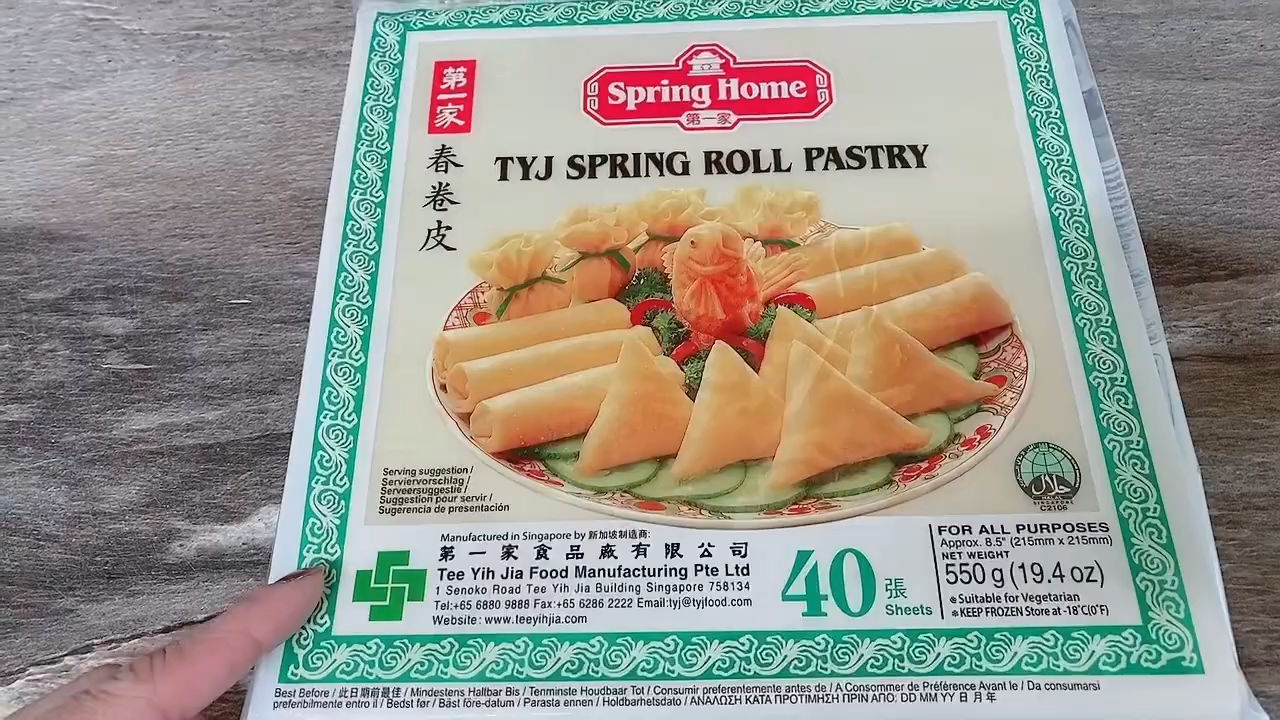 第一家
春卷皮
Spring Home
第一家
TYJ SPRING ROLL PASTRY
Serving suggestion /
Serviervorschlag /
Serveersuggestie /
Suggestion pour servir /
Sugerencia de presentación
HALAL
SINGAPORE
C2106
Manufactured in Singapore by 新加坡制造商:
第一家食品廠有限公司
Tee Yih Jia Food Manufacturing Pte Ltd
1 Senoko Road Tee Yih Jia Building Singapore 758134
Tel:+65 6880 9888 Fax:+65 6286 2222 Email:tyj@tyjfood.com
Website: www.teeyihjia.com
40 張 Sheets
FOR ALL PURPOSES
Approx. 8.5" (215mm x 215mm)
NET WEIGHT
550 g (19.4 oz)
*Suitable for Vegetarian
*KEEP FROZEN Store at -18˚C(0˚F)
Best Before / 此日期前最佳 / Mindestens Haltbar Bis / Tenminste Houdbaar Tot / Consumir preferentemente antes de / A Consommer de Préférence Avant le / Da consumarsi
preferibilmente entro il / Bedst før / Bäst före-datum / Parasta ennen / Holdbarhetsdato / ΑΝΑΛΩΣΗ ΚΑΤΑ ΠΡΟΤΙΜΗΣΗ ΠΡΙΝ ΑΠΟ: DD MM YY 日 月 年